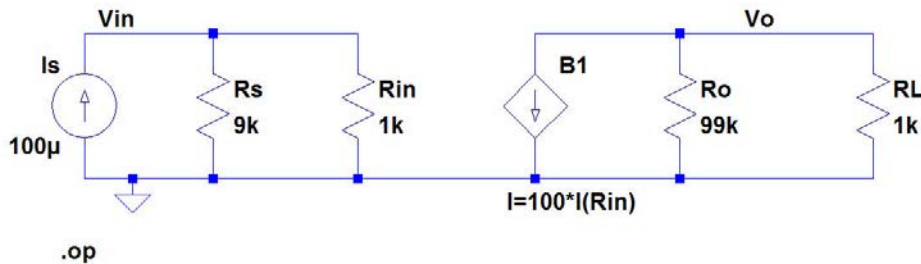 Vin
Vo
Is
100µ
Rs
9k
Rin
1k
B1
I=100*I(Rin)
Ro
99k
RL
1k
.op